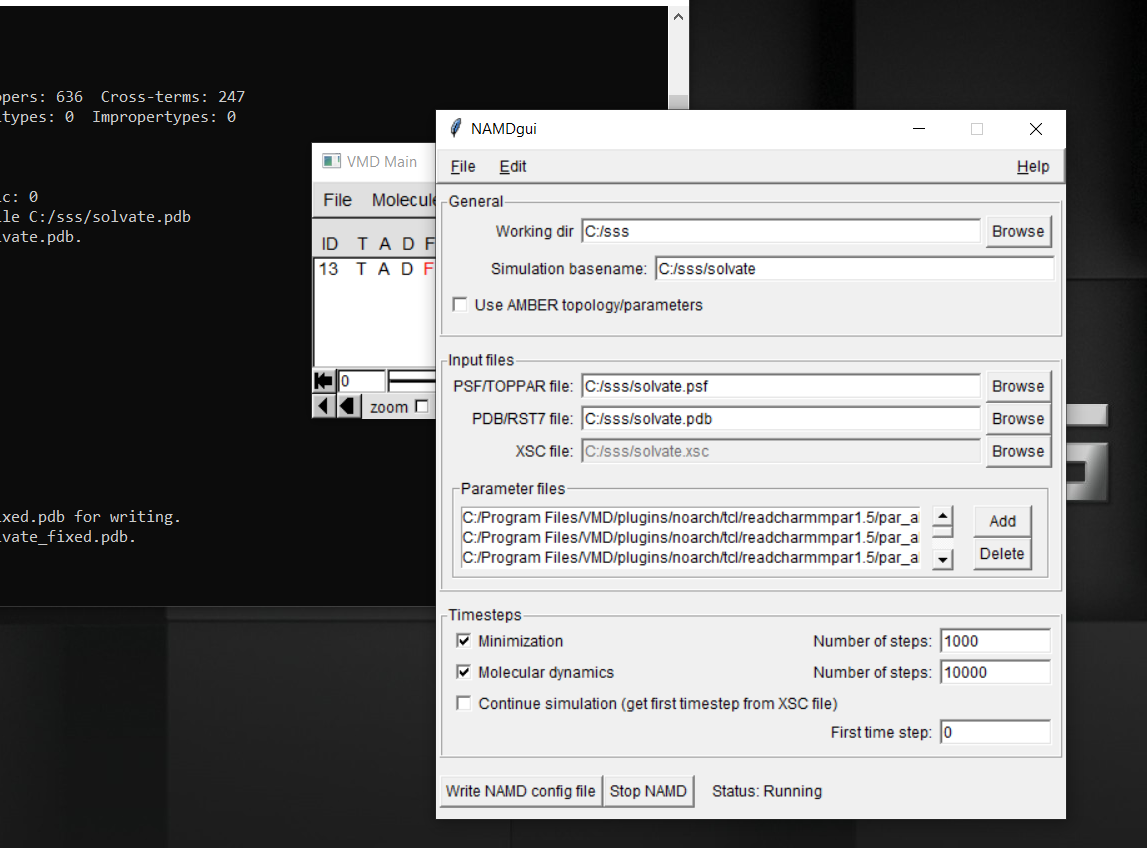 pers: 636  Cross-terms: 247
types: 0  Impropertypes: 0
c: 0
le C:/sss/solvate.pdb
vate.pdb.
xed.pdb for writing.
vate_fixed.pdb.
VMD Main
File Molecule
ID T A D F
13 T A D F
0
zoom
NAMDgui
File Edit Help
General
Working dir C:/sss Browse
Simulation basename: C:/sss/solvate
Use AMBER topology/parameters
Input files
PSF/TOPPAR file: C:/sss/solvate.psf Browse
PDB/RST7 file: C:/sss/solvate.pdb Browse
XSC file: C:/sss/solvate.xsc Browse
Parameter files
C:/Program Files/VMD/plugins/noarch/tcl/readcharmmpar1.5/par_a
C:/Program Files/VMD/plugins/noarch/tcl/readcharmmpar1.5/par_a
C:/Program Files/VMD/plugins/noarch/tcl/readcharmmpar1.5/par_a
Add
Delete
Timesteps
Minimization Number of steps: 1000
Molecular dynamics Number of steps: 10000
Continue simulation (get first timestep from XSC file)
First time step: 0
Write NAMD config file Stop NAMD Status: Running